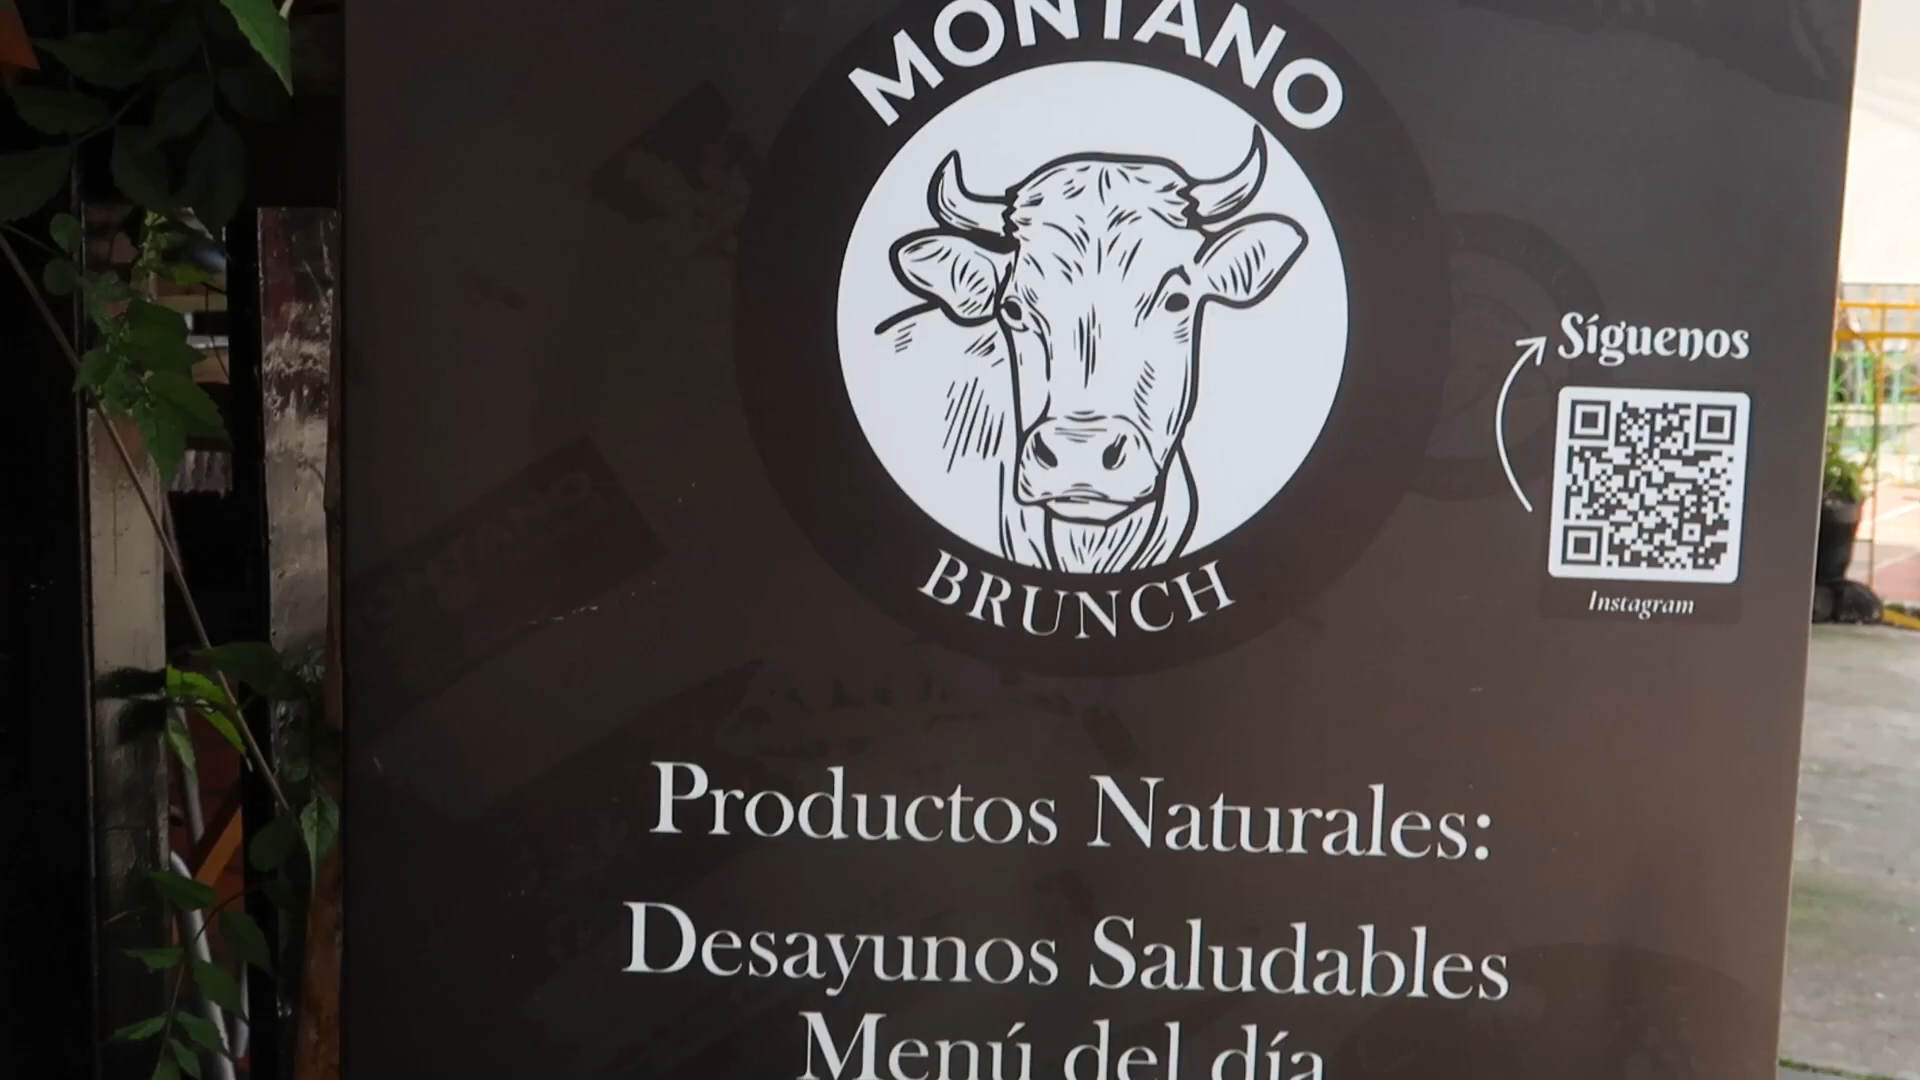 MONTANO
BRUNCH
Síguenos
Instagram
Productos Naturales:
Desayunos Saludables
Menú del día